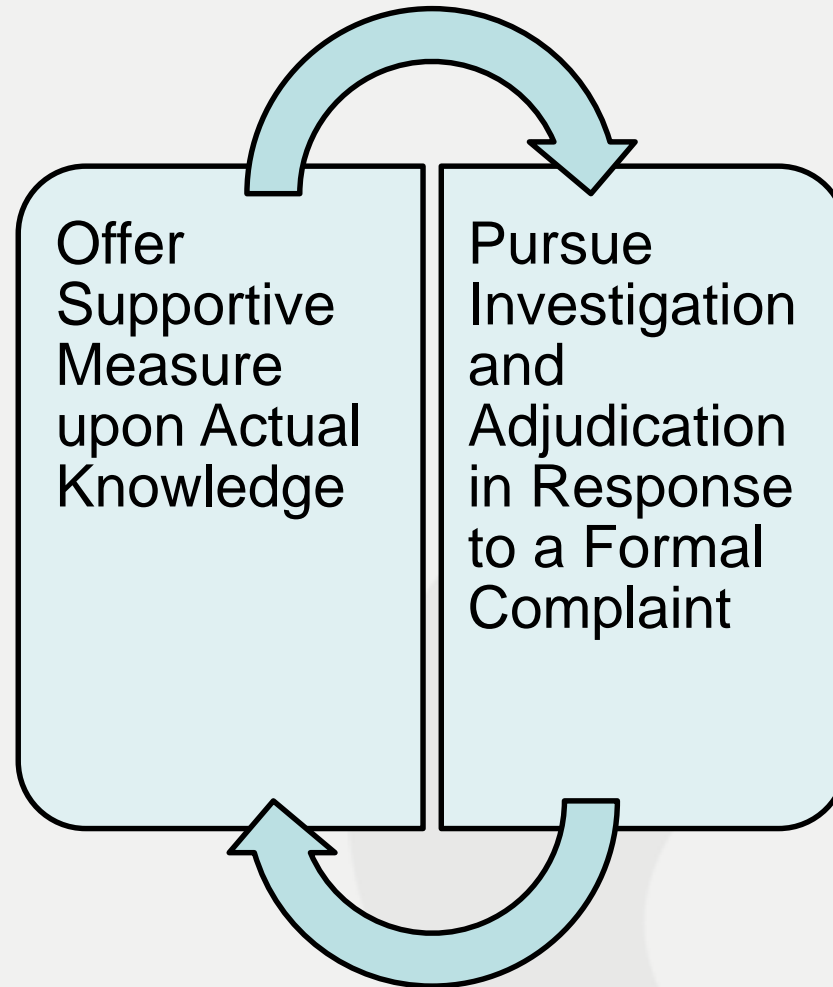 Offer
Supportive
Measure
upon Actual
Knowledge
Pursue
Investigation
and
Adjudication
in Response
to a Formal
Complaint